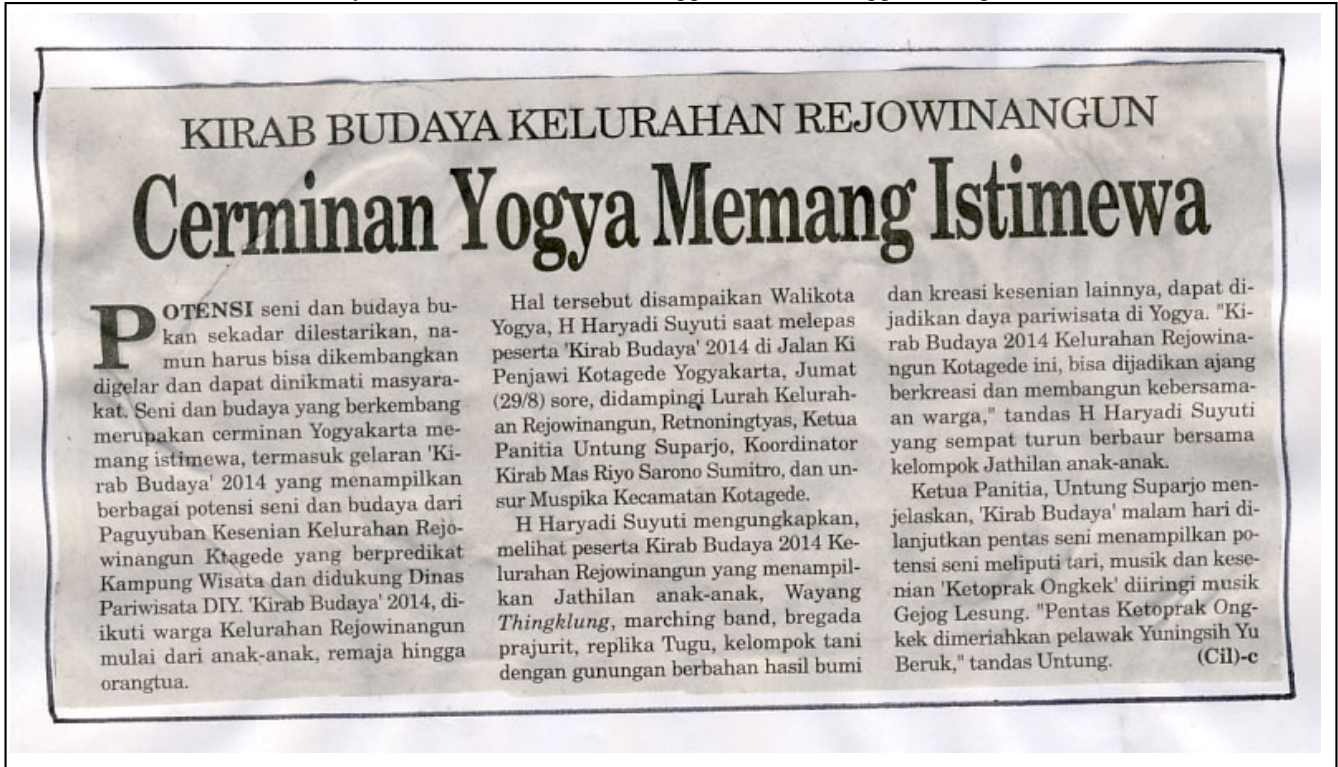 KIRAB BUDAYA KELURAHAN REJOWINANGUN
Cerminan Yogya Memang Istimewa
POTENSI seni dan budaya bu-
kan sekadar dilestarikan, na-
mun harus bisa dikembangkan
digelar dan dapat dinikmati masyara-
kat. Seni dan budaya yang berkembang
merupakan cerminan Yogyakarta me-
mang istimewa, termasuk gelaran 'Ki-
rab Budaya' 2014 yang menampilkan
berbagai potensi seni dan budaya dari
Paguyuban Kesenian Kelurahan Rejo-
winangun Ktagede yang berpredikat
Kampung Wisata dan didukung Dinas
Pariwisata DIY. 'Kirab Budaya' 2014, di-
ikuti warga Kelurahan Rejowinangun
mulai dari anak-anak, remaja hingga
orangtua.
Hal tersebut disampaikan Walikota
Yogya, H Haryadi Suyuti saat melepas
peserta 'Kirab Budaya' 2014 di Jalan Ki
Penjawi Kotagede Yogyakarta, Jumat
(29/8) sore, didampingi Lurah Kelurah-
an Rejowinangun, Retnoningtyas, Ketua
Panitia Untung Suparjo, Koordinator
Kirab Mas Riyo Sarono Sumitro, dan un-
sur Muspika Kecamatan Kotagede.
H Haryadi Suyuti mengungkapkan,
melihat peserta Kirab Budaya 2014 Ke-
lurahan Rejowinangun yang menampil-
kan Jathilan anak-anak, Wayang
Thingklung, marching band, bregada
prajurit, replika Tugu, kelompok tani
dengan gunungan berbahan hasil bumi
dan kreasi kesenian lainnya, dapat di-
jadikan daya pariwisata di Yogya. "Ki-
rab Budaya 2014 Kelurahan Rejowina-
ngun Kotagede ini, bisa dijadikan ajang
berkreasi dan membangun kebersama-
an warga," tandas H Haryadi Suyuti
yang sempat turun berbaur bersama
kelompok Jathilan anak-anak.
Ketua Panitia, Untung Suparjo men-
jelaskan, 'Kirab Budaya' malam hari di-
lanjutkan pentas seni menampilkan po-
tensi seni meliputi tari, musik dan kese-
nian 'Ketoprak Ongkek' diiringi musik
Gejog Lesung. "Pentas Ketoprak Ong-
kek dimeriahkan pelawak Yuningsih Yu
Beruk," tandas Untung. (Cil)-c